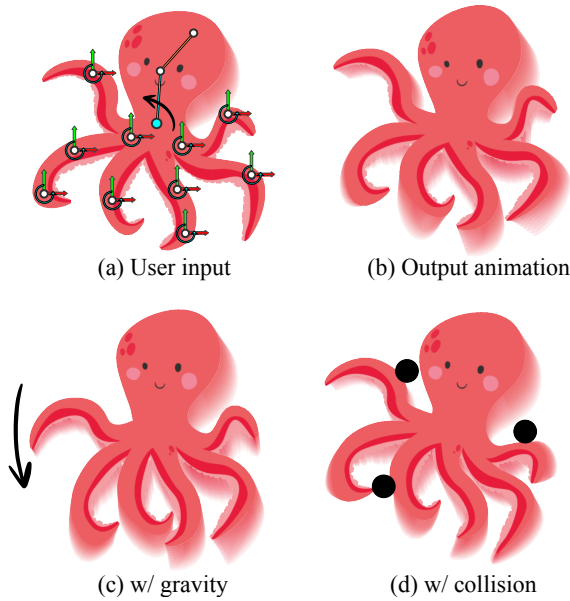 (a) User input
(b) Output animation
(c) w/ gravity
(d) w/ collision